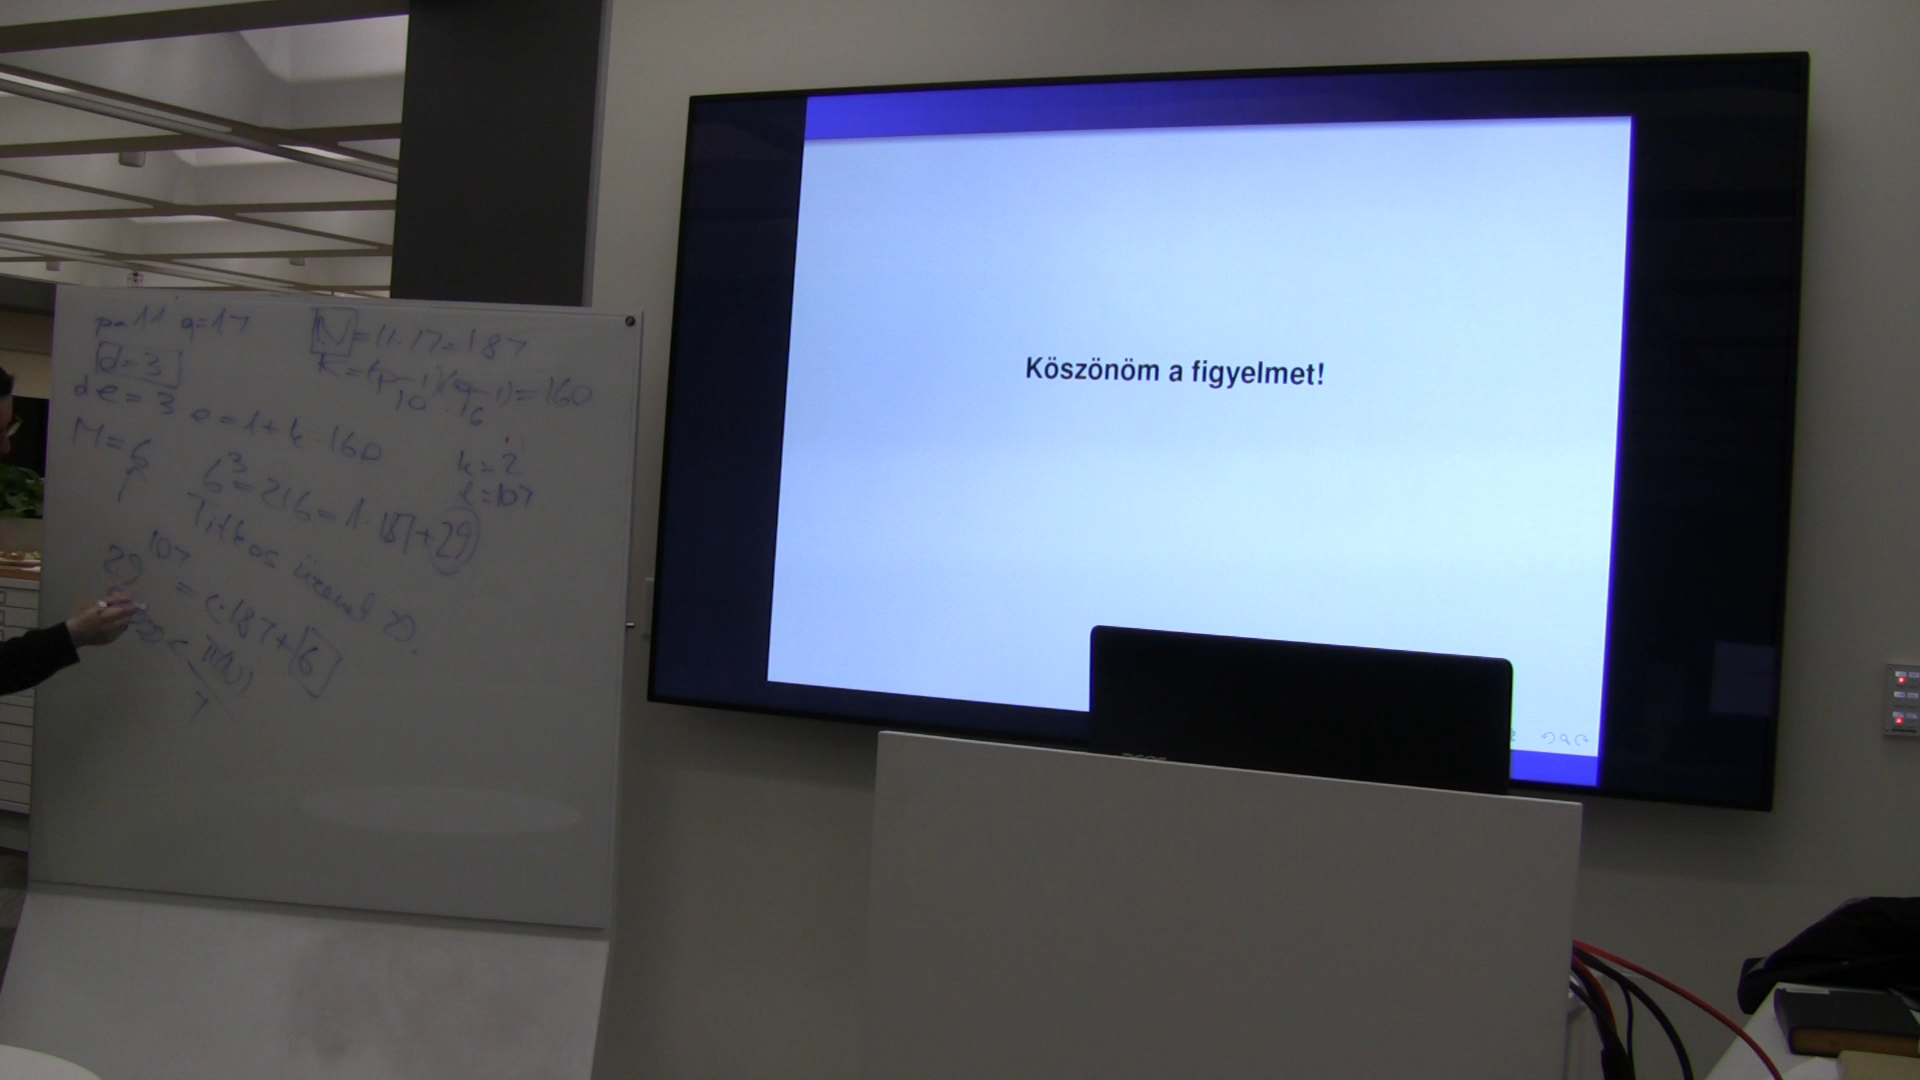 p=11 q=17
N=11.17=187
d=3
K=(p-1)(q-1)=160
10 16
de=3.e=1+k.160
M=6
k=2
6³=216=1.187+29
l=107
Titkos üzenet 29.
29¹⁰⁷=c.187+6
π(N)
Köszönöm a figyelmet!